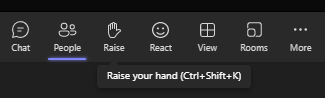 Chat People Raise React View Rooms More
Raise your hand (Ctrl+Shift+K)